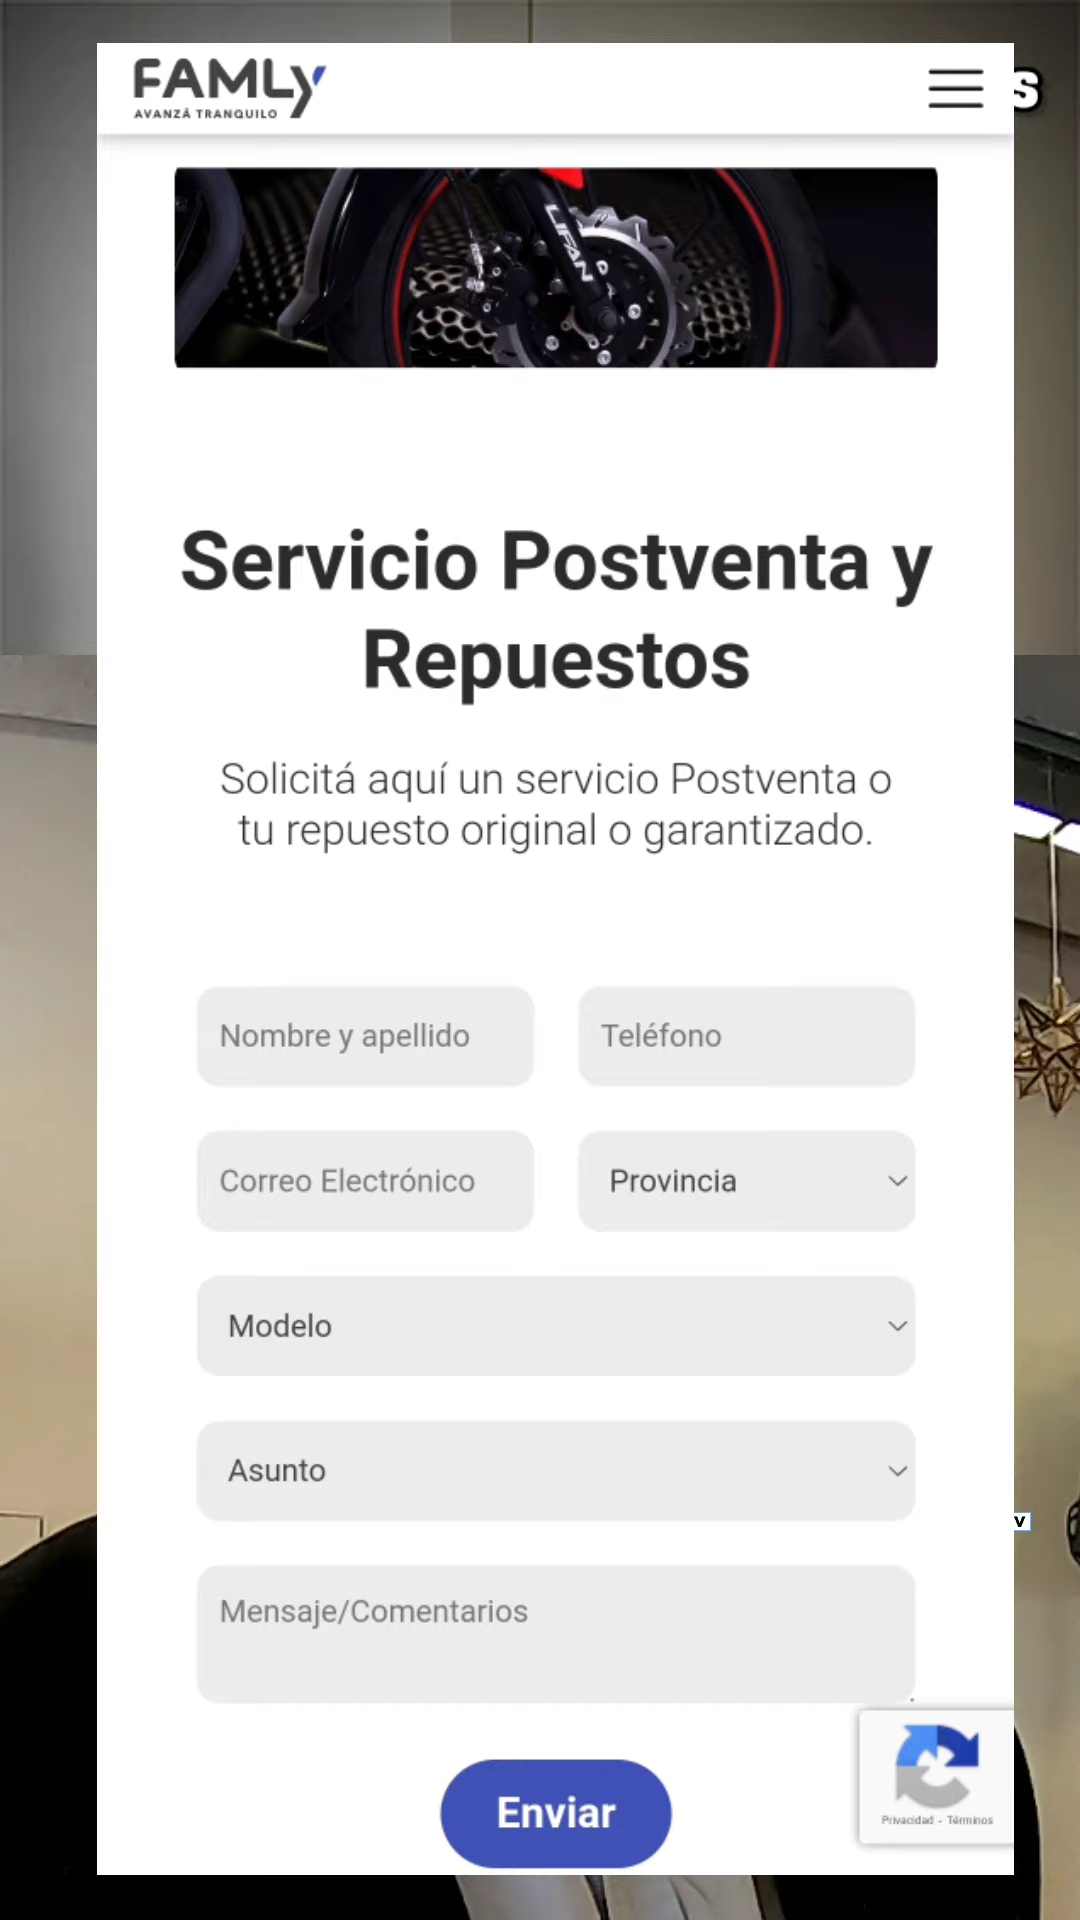 FAMLy
AVANZÁ TRANQUILO
S
LIFAN
Servicio Postventa y
Repuestos
Solicitá aquí un servicio Postventa o
tu repuesto original o garantizado.
Nombre y apellido
Teléfono
Correo Electrónico
Provincia
Modelo
Asunto
v
Mensaje/Comentarios
Enviar
Privacidad - Términos